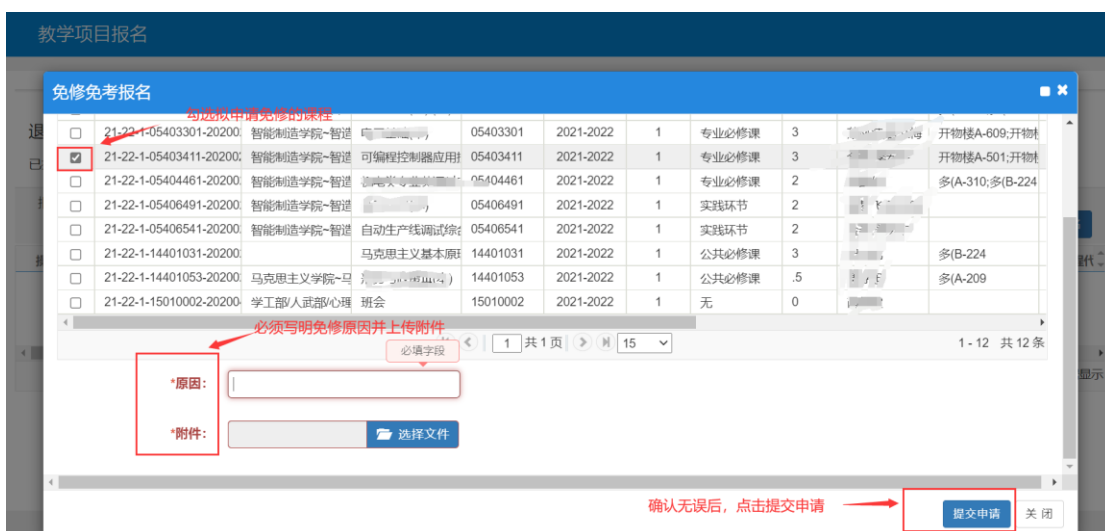 教学项目报名
免修免考报名
勾选拟申请免修的课程
退
21-22-1-05403301-20200 智能制造学院~智造 05403301 2021-2022 1 专业必修课 3 开物楼A-609;开物楼
已
21-22-1-05403411-20200 智能制造学院~智造 可编程控制器应用 05403411 2021-2022 1 专业必修课 3 开物楼A-501;开物楼
21-22-1-05404461-20200 智能制造学院~智造 05404461 2021-2022 1 专业必修课 2 多(A-310;多(B-224
21-22-1-05406491-20200 智能制造学院~智造 05406491 2021-2022 1 实践环节 2
21-22-1-05406541-20200 智能制造学院~智造 自动生产线调试综合 05406541 2021-2022 1 实践环节 2
21-22-1-14401031-20200 马克思主义基本原 14401031 2021-2022 1 公共必修课 3 多(B-224
21-22-1-14401053-20200 马克思主义学院~马 14401053 2021-2022 1 公共必修课 .5 多(A-209
21-22-1-15010002-20200 学工部/人武部/心理 班会 15010002 2021-2022 1 无 0
必须写明免修原因并上传附件
1 共1页 15 1 - 12 共 12 条
必填字段
显示
*原因：
*附件： 选择文件
确认无误后，点击提交申请
提交申请 关 闭